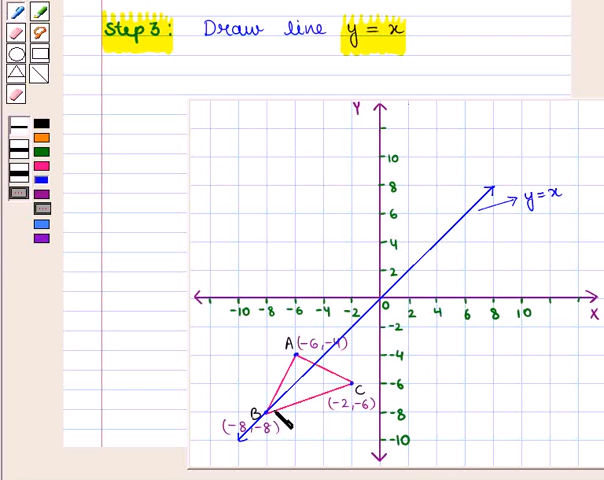 Step 3: Draw line y = x
Y
10
8
y=x
6
4
2
-10 -8 -6 -4 -2 0 2 4 6 8 10 X
-2
A(-6,-4) -4
C -6
(-2,-6)
B -8
(-8,-8)
-10